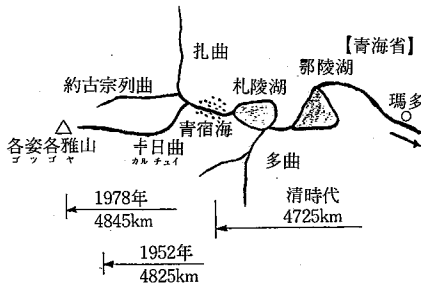 扎曲
【青海省】
鄂陵湖
約古宗列曲
札陵湖
瑪多
青宿海
各姿各雅山
ゴツゴヤ
卡日曲
カルチュイ
多曲
1978年
4845km
清時代
4725km
1952年
4825km